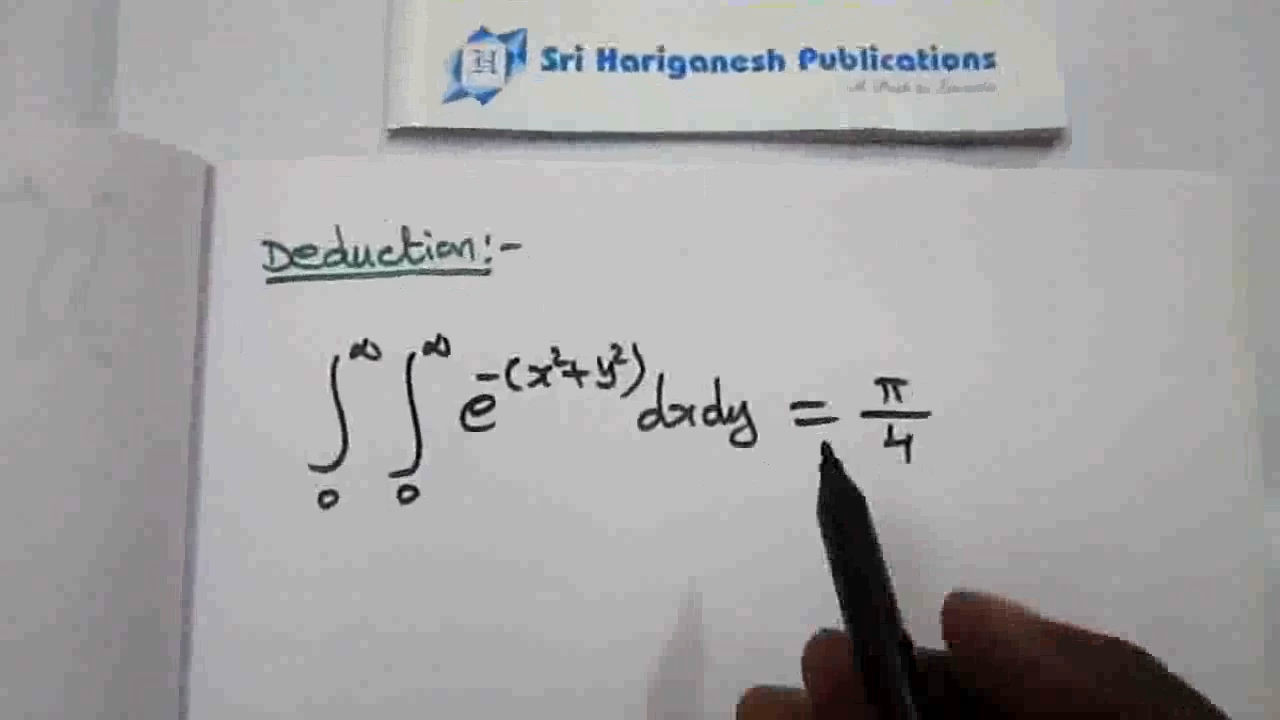 H Sri Hariganesh Publications
Deduction:-
∫₀^∞ ∫₀^∞ e^-(x²+y²) dxdy = π/4